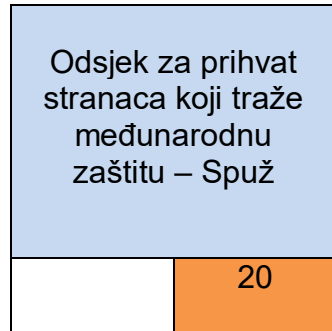 Odsjek za prihvat
stranaca koji traže
međunarodnu
zaštitu – Spuž
20